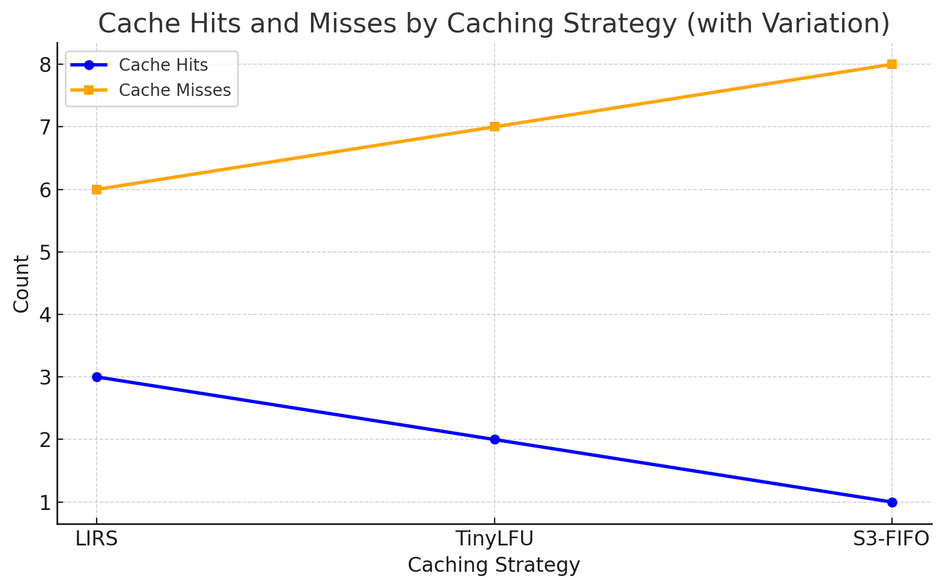 Cache Hits and Misses by Caching Strategy (with Variation)
Cache Hits
Cache Misses
8
7
6
5
4
3
2
1
Count
LIRS
TinyLFU
S3-FIFO
Caching Strategy